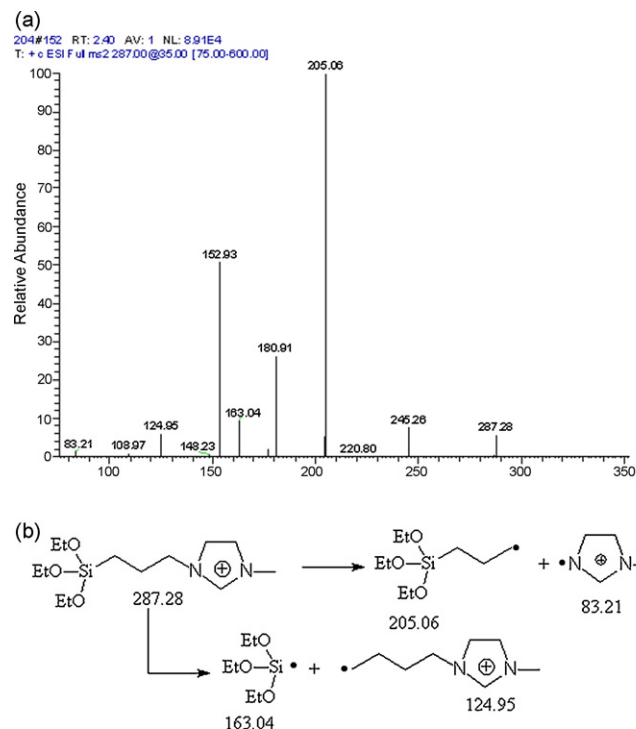 (a)
204#152 RT: 2.40 AV: 1 NL: 8.91E4
T: + c ESI Full ms2 287.00@35.00 [75.00-600.00]
Relative Abundance
100
90
80
70
60
50
40
30
20
10
0
205.06
152.93
180.91
163.04
124.95
83.21
108.97
148.23
220.80
245.26
287.28
100
150
200
250
300
350
(b)
EtO
EtO Si N ⊕ N
EtO
287.28
EtO
EtO Si •
EtO
205.06
+
•N ⊕ N
83.21
EtO
EtO Si •
EtO
163.04
+
• N ⊕ N
124.95